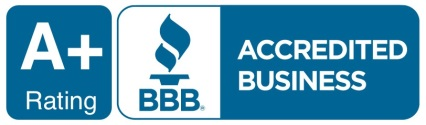 A+
Rating
BBB®
ACCREDITED
BUSINESS